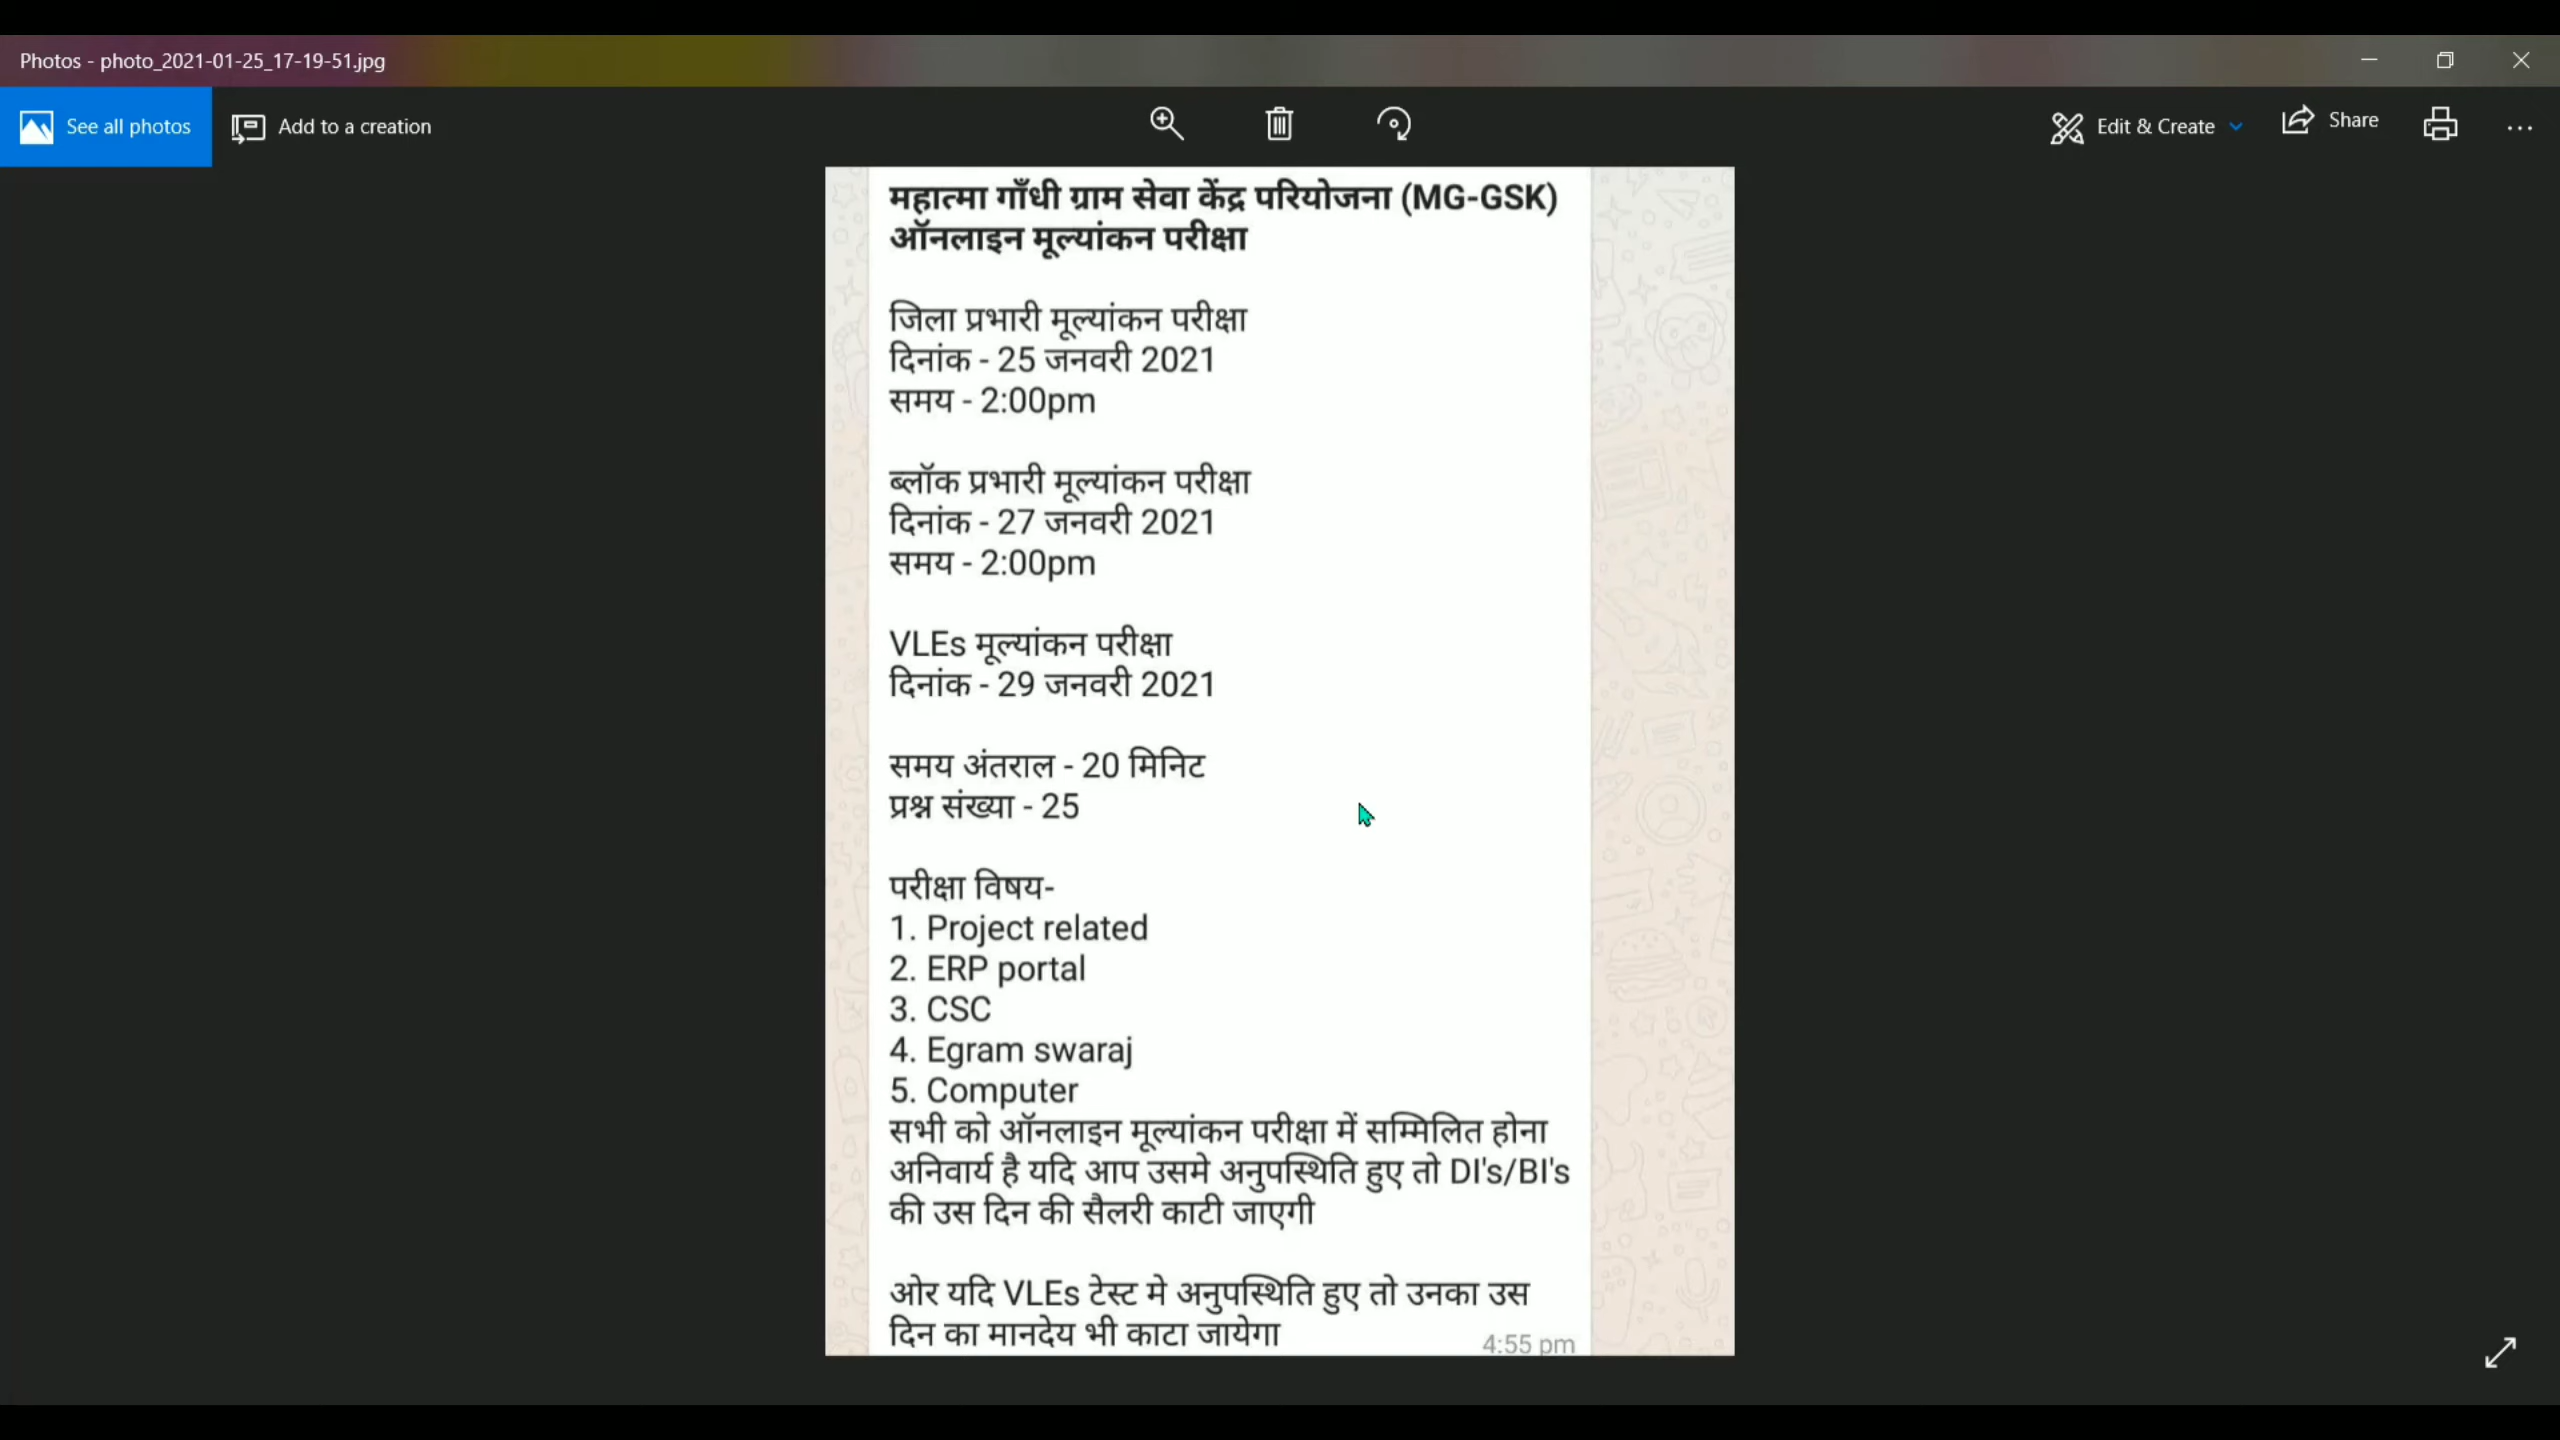 Photos - photo_2021-01-25_17-19-51.jpg
See all photos
Add to a creation
Edit & Create
Share
महात्मा गाँधी ग्राम सेवा केंद्र परियोजना (MG-GSK)
ऑनलाइन मूल्यांकन परीक्षा
जिला प्रभारी मूल्यांकन परीक्षा
दिनांक - 25 जनवरी 2021
समय - 2:00pm
ब्लॉक प्रभारी मूल्यांकन परीक्षा
दिनांक - 27 जनवरी 2021
समय - 2:00pm
VLEs मूल्यांकन परीक्षा
दिनांक - 29 जनवरी 2021
समय अंतराल - 20 मिनिट
प्रश्न संख्या - 25
परीक्षा विषय-
1. Project related
2. ERP portal
3. CSC
4. Egram swaraj
5. Computer
सभी को ऑनलाइन मूल्यांकन परीक्षा में सम्मिलित होना
अनिवार्य है यदि आप उसमे अनुपस्थिति हुए तो DI's/BI's
की उस दिन की सैलरी काटी जाएगी
ओर यदि VLEs टेस्ट मे अनुपस्थिति हुए तो उनका उस
दिन का मानदेय भी काटा जायेगा
4:55 pm